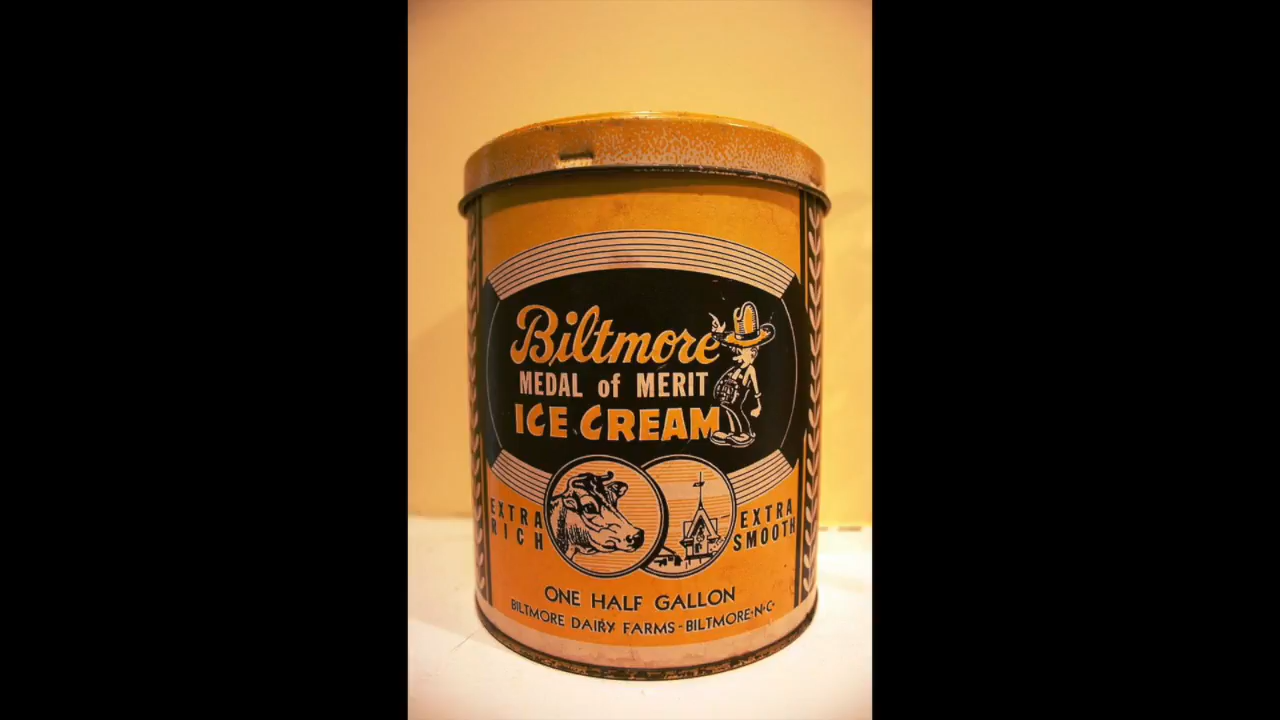 Biltmore
MEDAL of MERIT
ICE CREAM
EXTRA
RICH
EXTRA
SMOOTH
ONE HALF GALLON
BILTMORE DAIRY FARMS - BILTMORE • N • C •